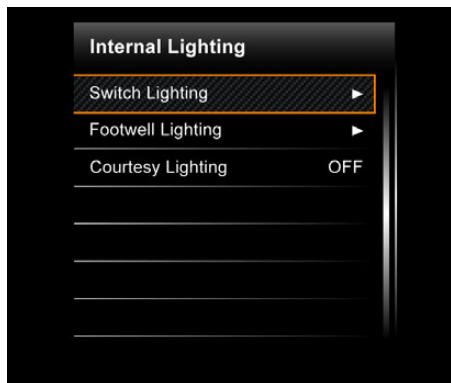 Internal Lighting
Switch Lighting ►
Footwell Lighting ►
Courtesy Lighting OFF